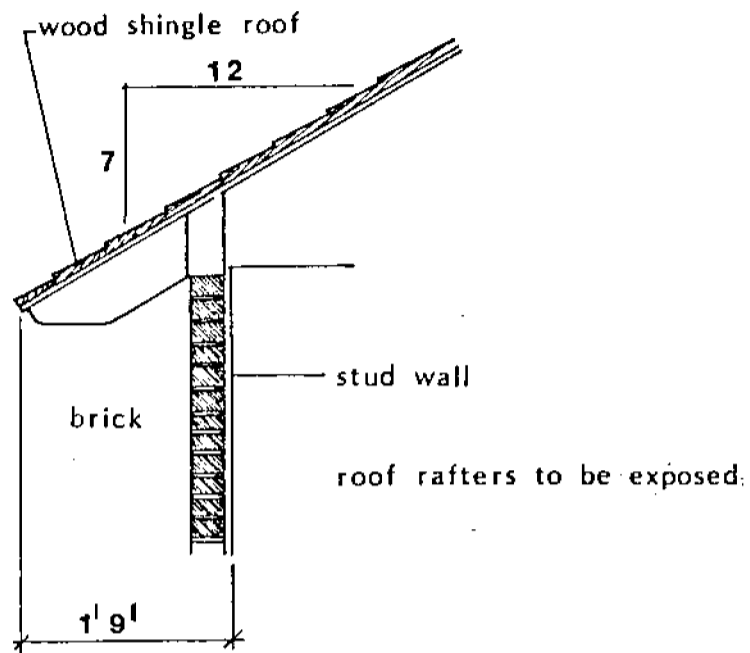 wood shingle roof
12
7
stud wall
brick
roof rafters to be exposed.
1' 9'